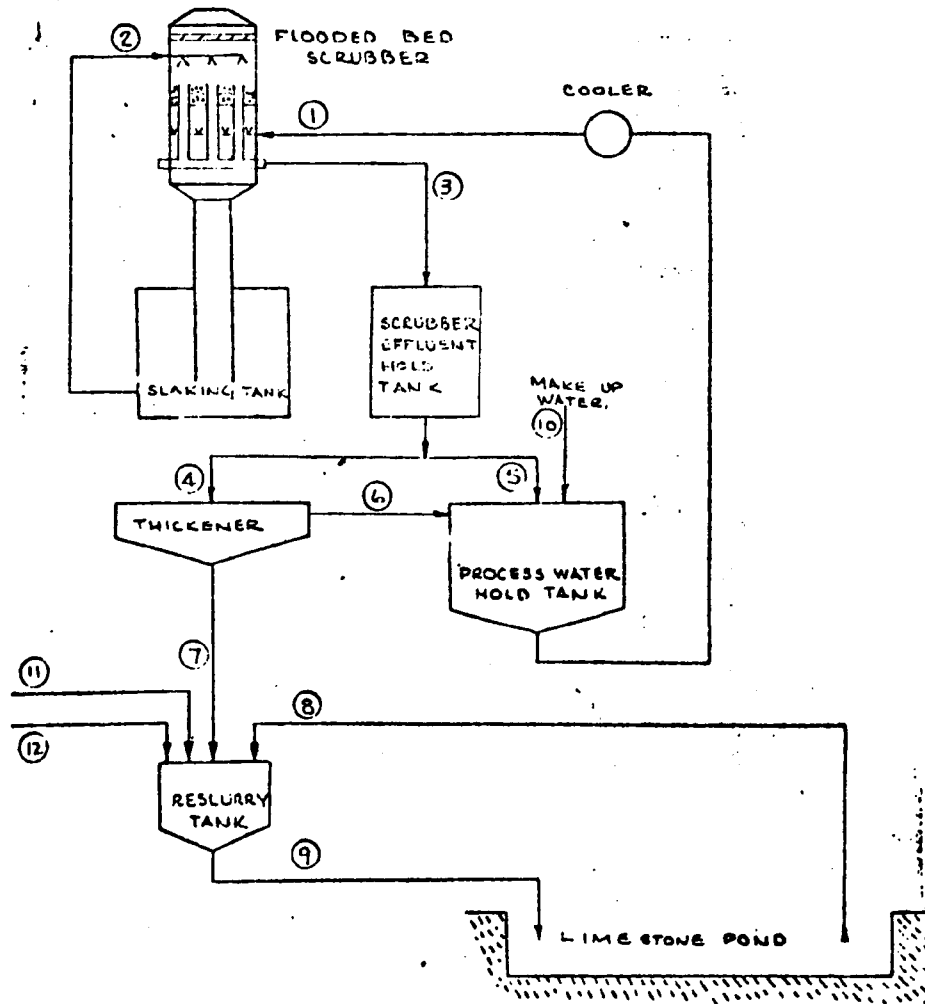 ②
FLOODED BED
SCRUBBER
COOLER
①
③
SCRUBBER
EFFLUENT
HOLD
TANK
SLAKING TANK
MAKE UP
WATER.
⑩
④
⑤
⑥
THICKENER
PROCESS WATER
HOLD TANK
⑦
⑪
⑧
⑫
RESLURRY
TANK
⑨
LIMESTONE POND